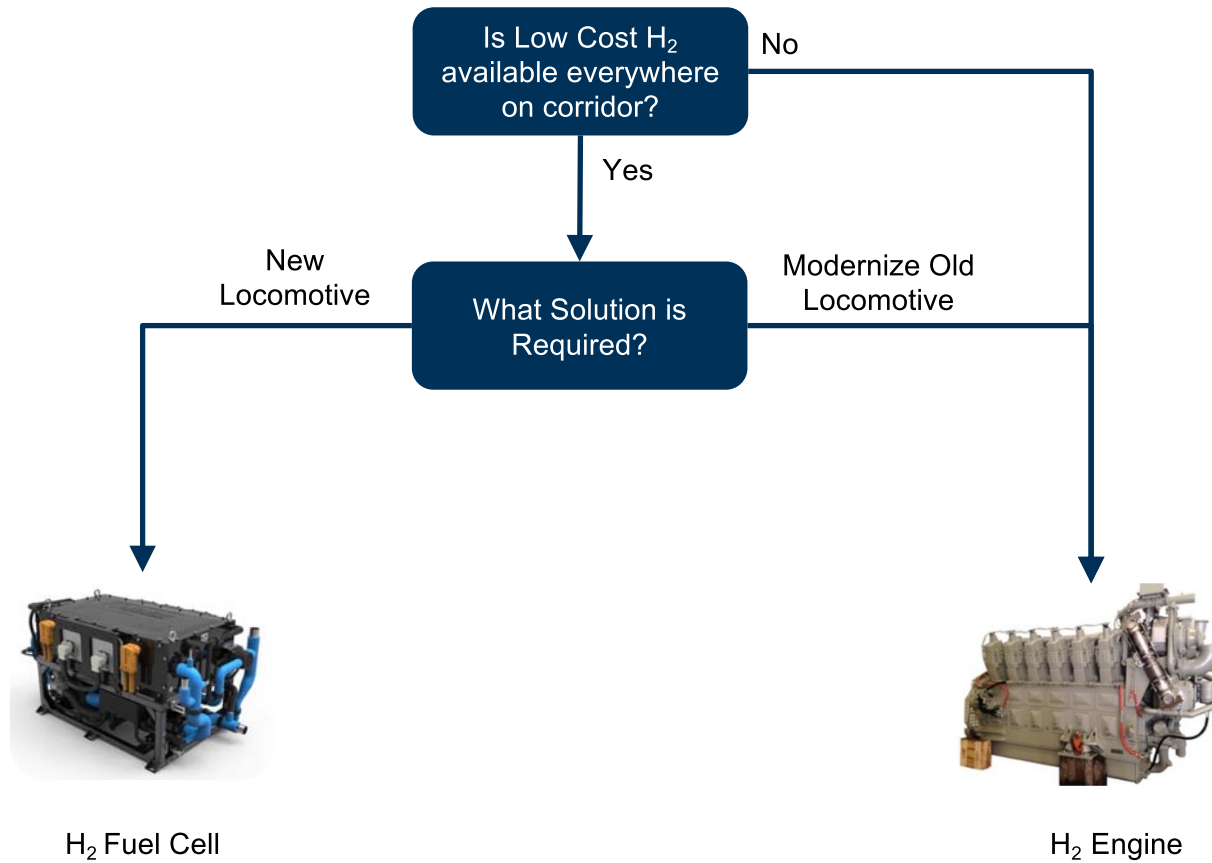 Is Low Cost H₂
available everywhere
on corridor?
No
Yes
New
Locomotive
What Solution is
Required?
Modernize Old
Locomotive
H₂ Fuel Cell
H₂ Engine